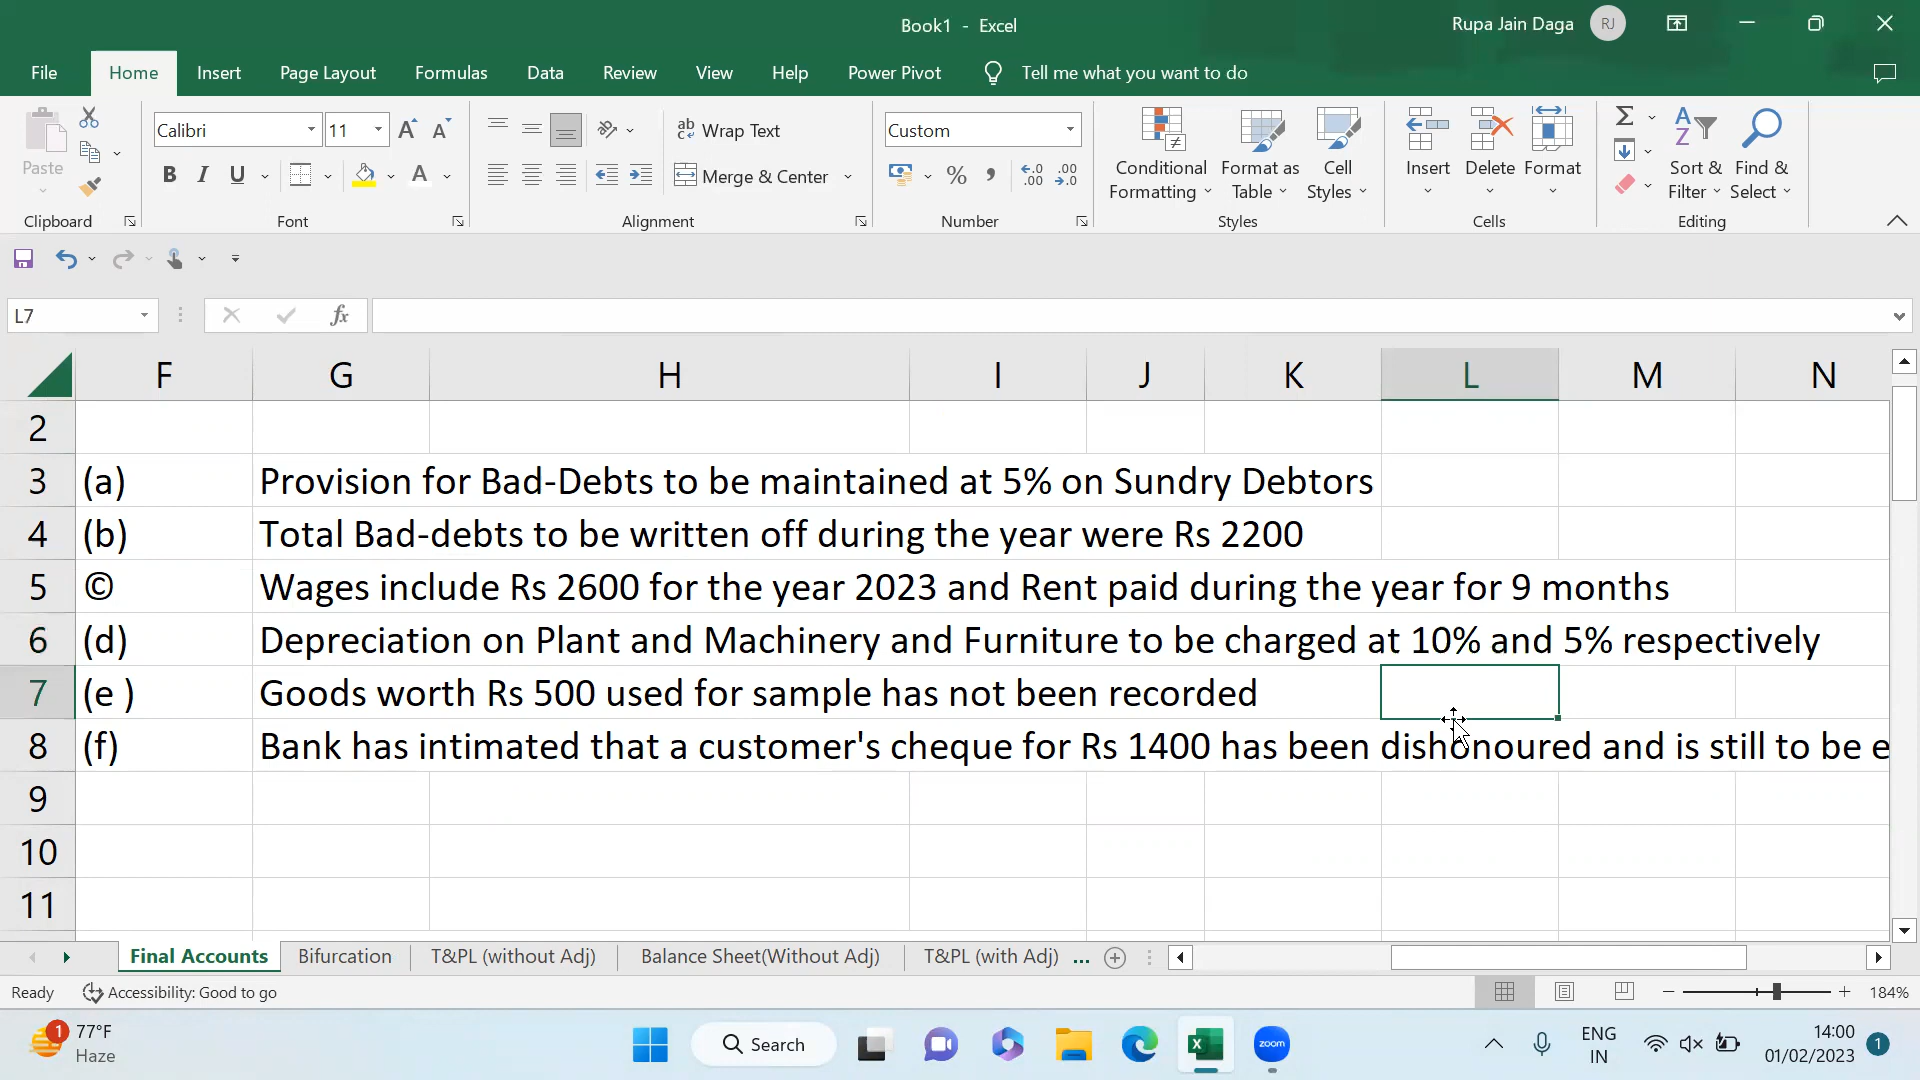 Book1 - Excel
Rupa Jain Daga RJ
File Home Insert Page Layout Formulas Data Review View Help Power Pivot Tell me what you want to do
Paste
Clipboard
Calibri 11
B I U A
Font
Wrap Text
Merge & Center
Alignment
Custom
% , .00 .00
Number
Conditional Formatting
Format as Table
Cell Styles
Styles
Insert Delete Format
Cells
Sort & Filter
Find & Select
Editing
L7 fx
F G H I J K L M N
2
3 (a) Provision for Bad-Debts to be maintained at 5% on Sundry Debtors
4 (b) Total Bad-debts to be written off during the year were Rs 2200
5 © Wages include Rs 2600 for the year 2023 and Rent paid during the year for 9 months
6 (d) Depreciation on Plant and Machinery and Furniture to be charged at 10% and 5% respectively
7 (e ) Goods worth Rs 500 used for sample has not been recorded
8 (f) Bank has intimated that a customer's cheque for Rs 1400 has been dishonoured and is still to be e
9
10
11
Final Accounts Bifurcation T&PL (without Adj) Balance Sheet(Without Adj) T&PL (with Adj) ...
Ready Accessibility: Good to go 184%
1 77°F
Haze
Search
zoom
ENG
IN
14:00
01/02/2023
1